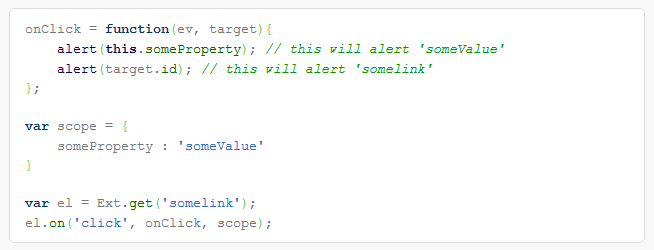 onClick = function(ev, target){
    alert(this.someProperty); // this will alert 'someValue'
    alert(target.id); // this will alert 'somelink'
};

var scope = {
    someProperty : 'someValue'
}

var el = Ext.get('somelink');
el.on('click', onClick, scope);